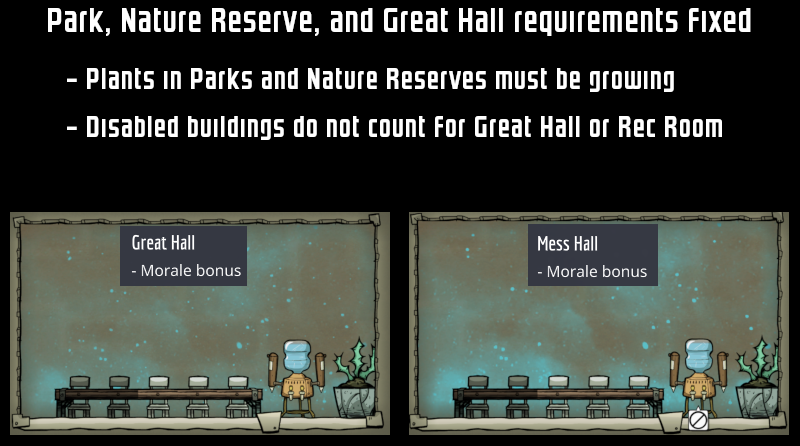 Park, Nature Reserve, and Great Hall requirements Fixed
- Plants in Parks and Nature Reserves must be growing
- Disabled buildings do not count For Great Hall or Rec Room
Great Hall
- Morale bonus
Mess Hall
- Morale bonus